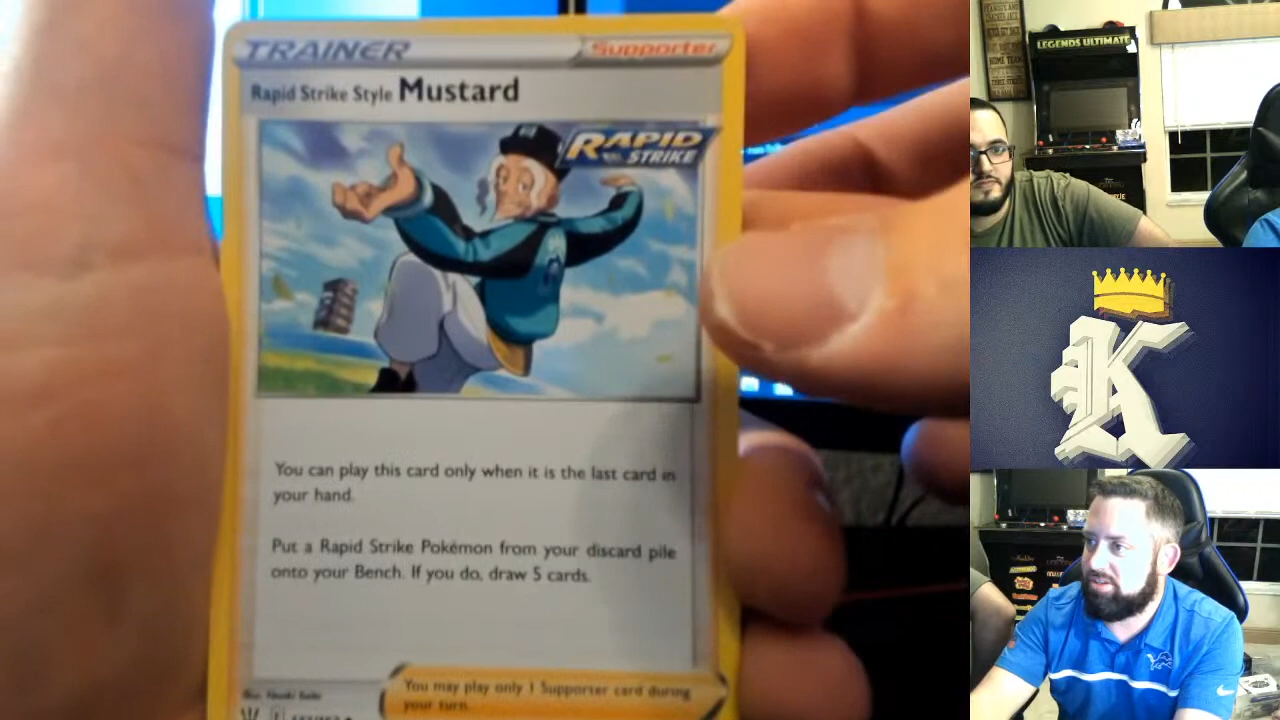 TRAINER
Supporter
Rapid Strike Style Mustard
RAPID
STRIKE
You can play this card only when it is the last card in
your hand.
Put a Rapid Strike Pokémon from your discard pile
onto your Bench. If you do, draw 5 cards.
You may play only 1 Supporter card during
your turn.
LEGENDS ULTIMATE
HOME TEAM
K